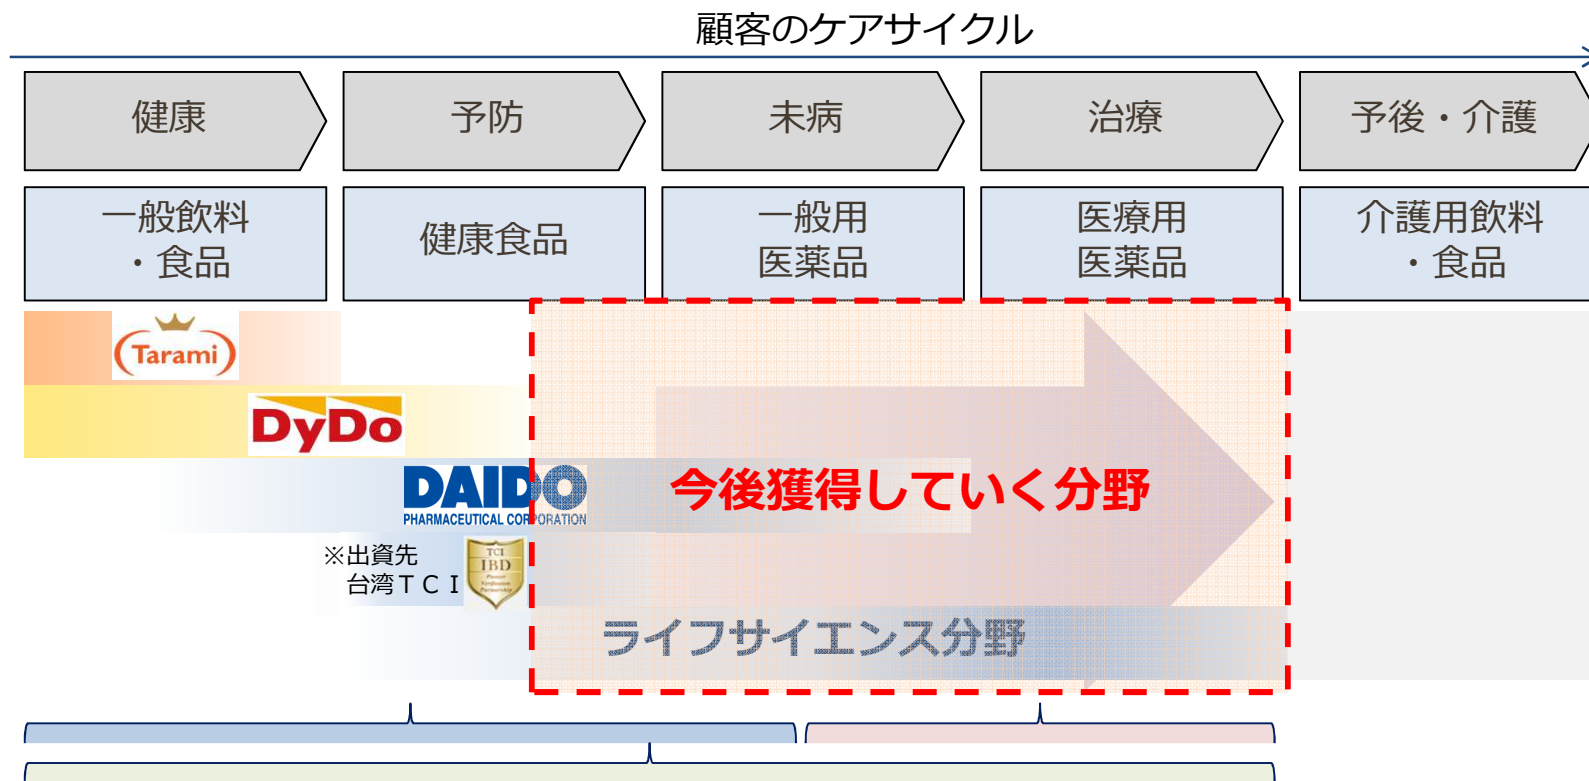 顧客のケアサイクル
健康
予防
未病
治療
予後・介護
一般飲料
・食品
健康食品
一般用
医薬品
医療用
医薬品
介護用飲料
・食品
Tarami
DyDo
DAIDO
PHARMACEUTICAL CORPORATION
今後獲得していく分野
※出資先
台湾ＴＣＩ
TCI
IBD
Pioneer
Verification
Partnership
ライフサイエンス分野